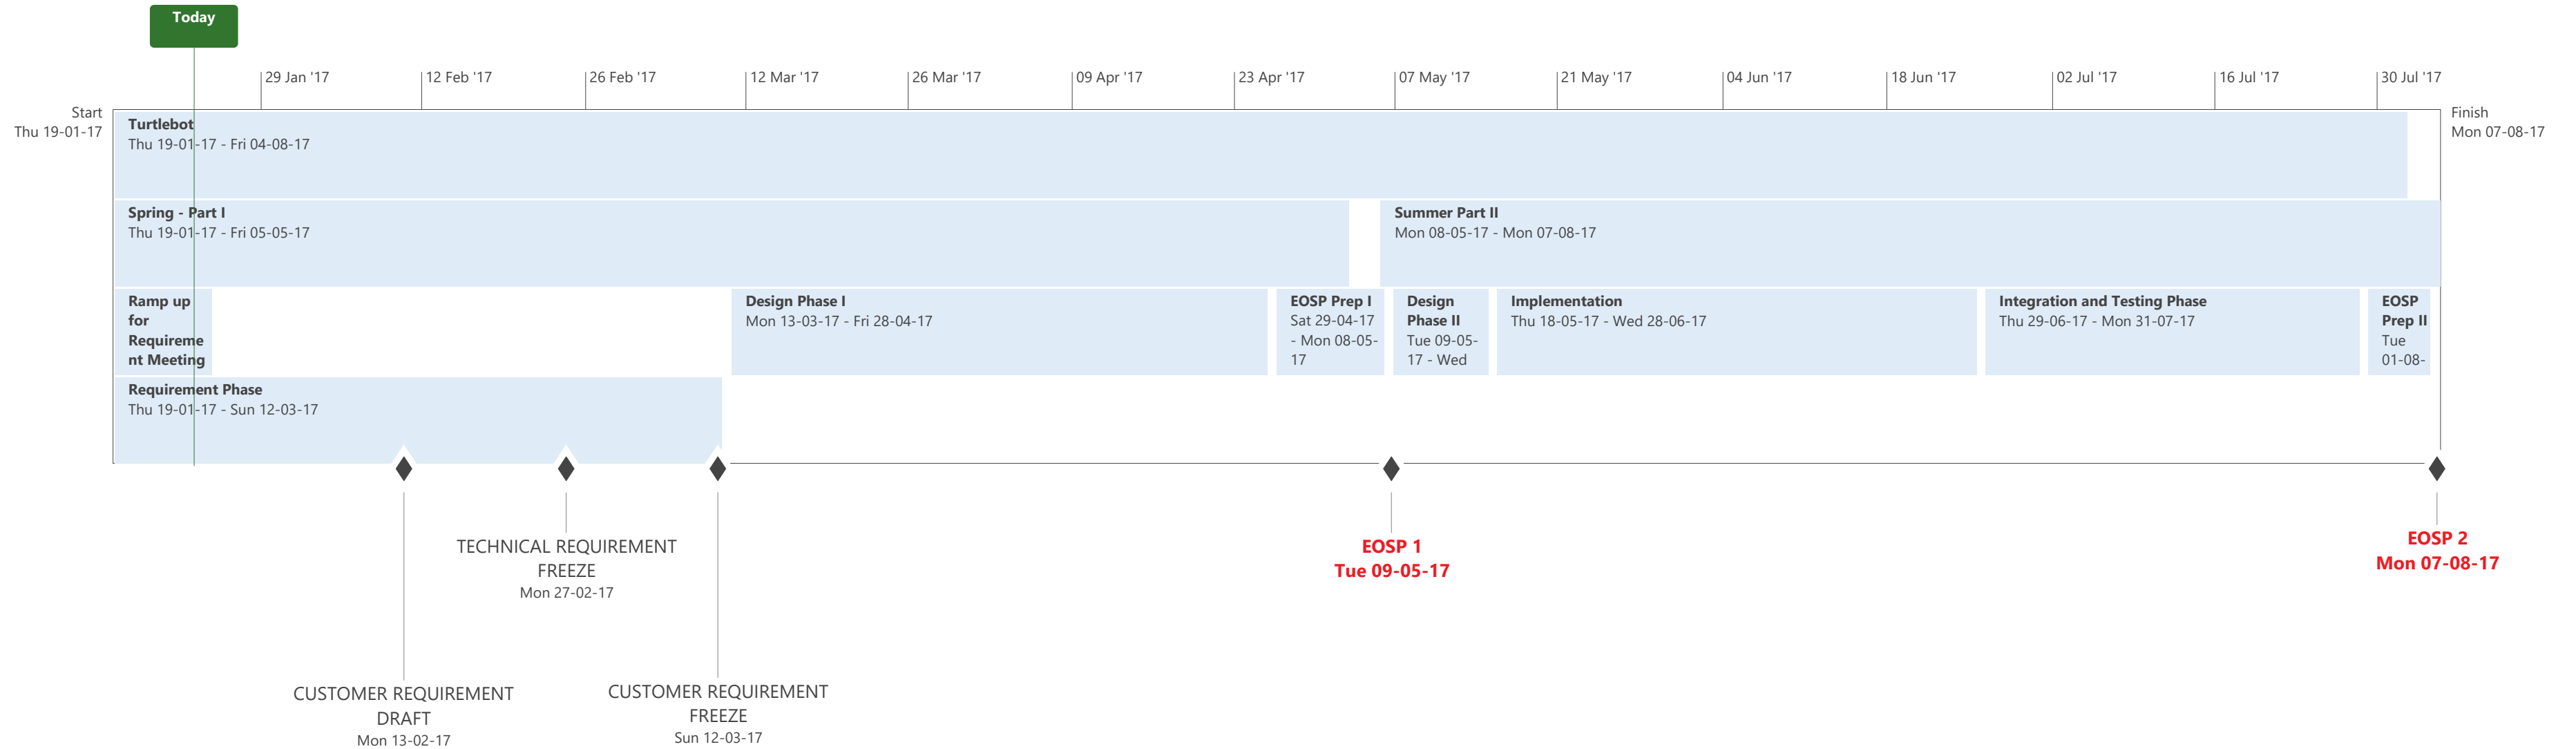 Today
29 Jan '17
12 Feb '17
26 Feb '17
12 Mar '17
26 Mar '17
09 Apr '17
23 Apr '17
07 May '17
21 May '17
04 Jun '17
18 Jun '17
02 Jul '17
16 Jul '17
30 Jul '17
Start
Thu 19-01-17
Finish
Mon 07-08-17
Turtlebot
Thu 19-01-17 - Fri 04-08-17
Spring - Part I
Thu 19-01-17 - Fri 05-05-17
Summer Part II
Mon 08-05-17 - Mon 07-08-17
Ramp up
for
Requireme
nt Meeting
Design Phase I
Mon 13-03-17 - Fri 28-04-17
EOSP Prep I
Sat 29-04-17
- Mon 08-05-
17
Design
Phase II
Tue 09-05-
17 - Wed
Implementation
Thu 18-05-17 - Wed 28-06-17
Integration and Testing Phase
Thu 29-06-17 - Mon 31-07-17
EOSP
Prep II
Tue
01-08-
Requirement Phase
Thu 19-01-17 - Sun 12-03-17
TECHNICAL REQUIREMENT
FREEZE
Mon 27-02-17
EOSP 1
Tue 09-05-17
EOSP 2
Mon 07-08-17
CUSTOMER REQUIREMENT
DRAFT
Mon 13-02-17
CUSTOMER REQUIREMENT
FREEZE
Sun 12-03-17